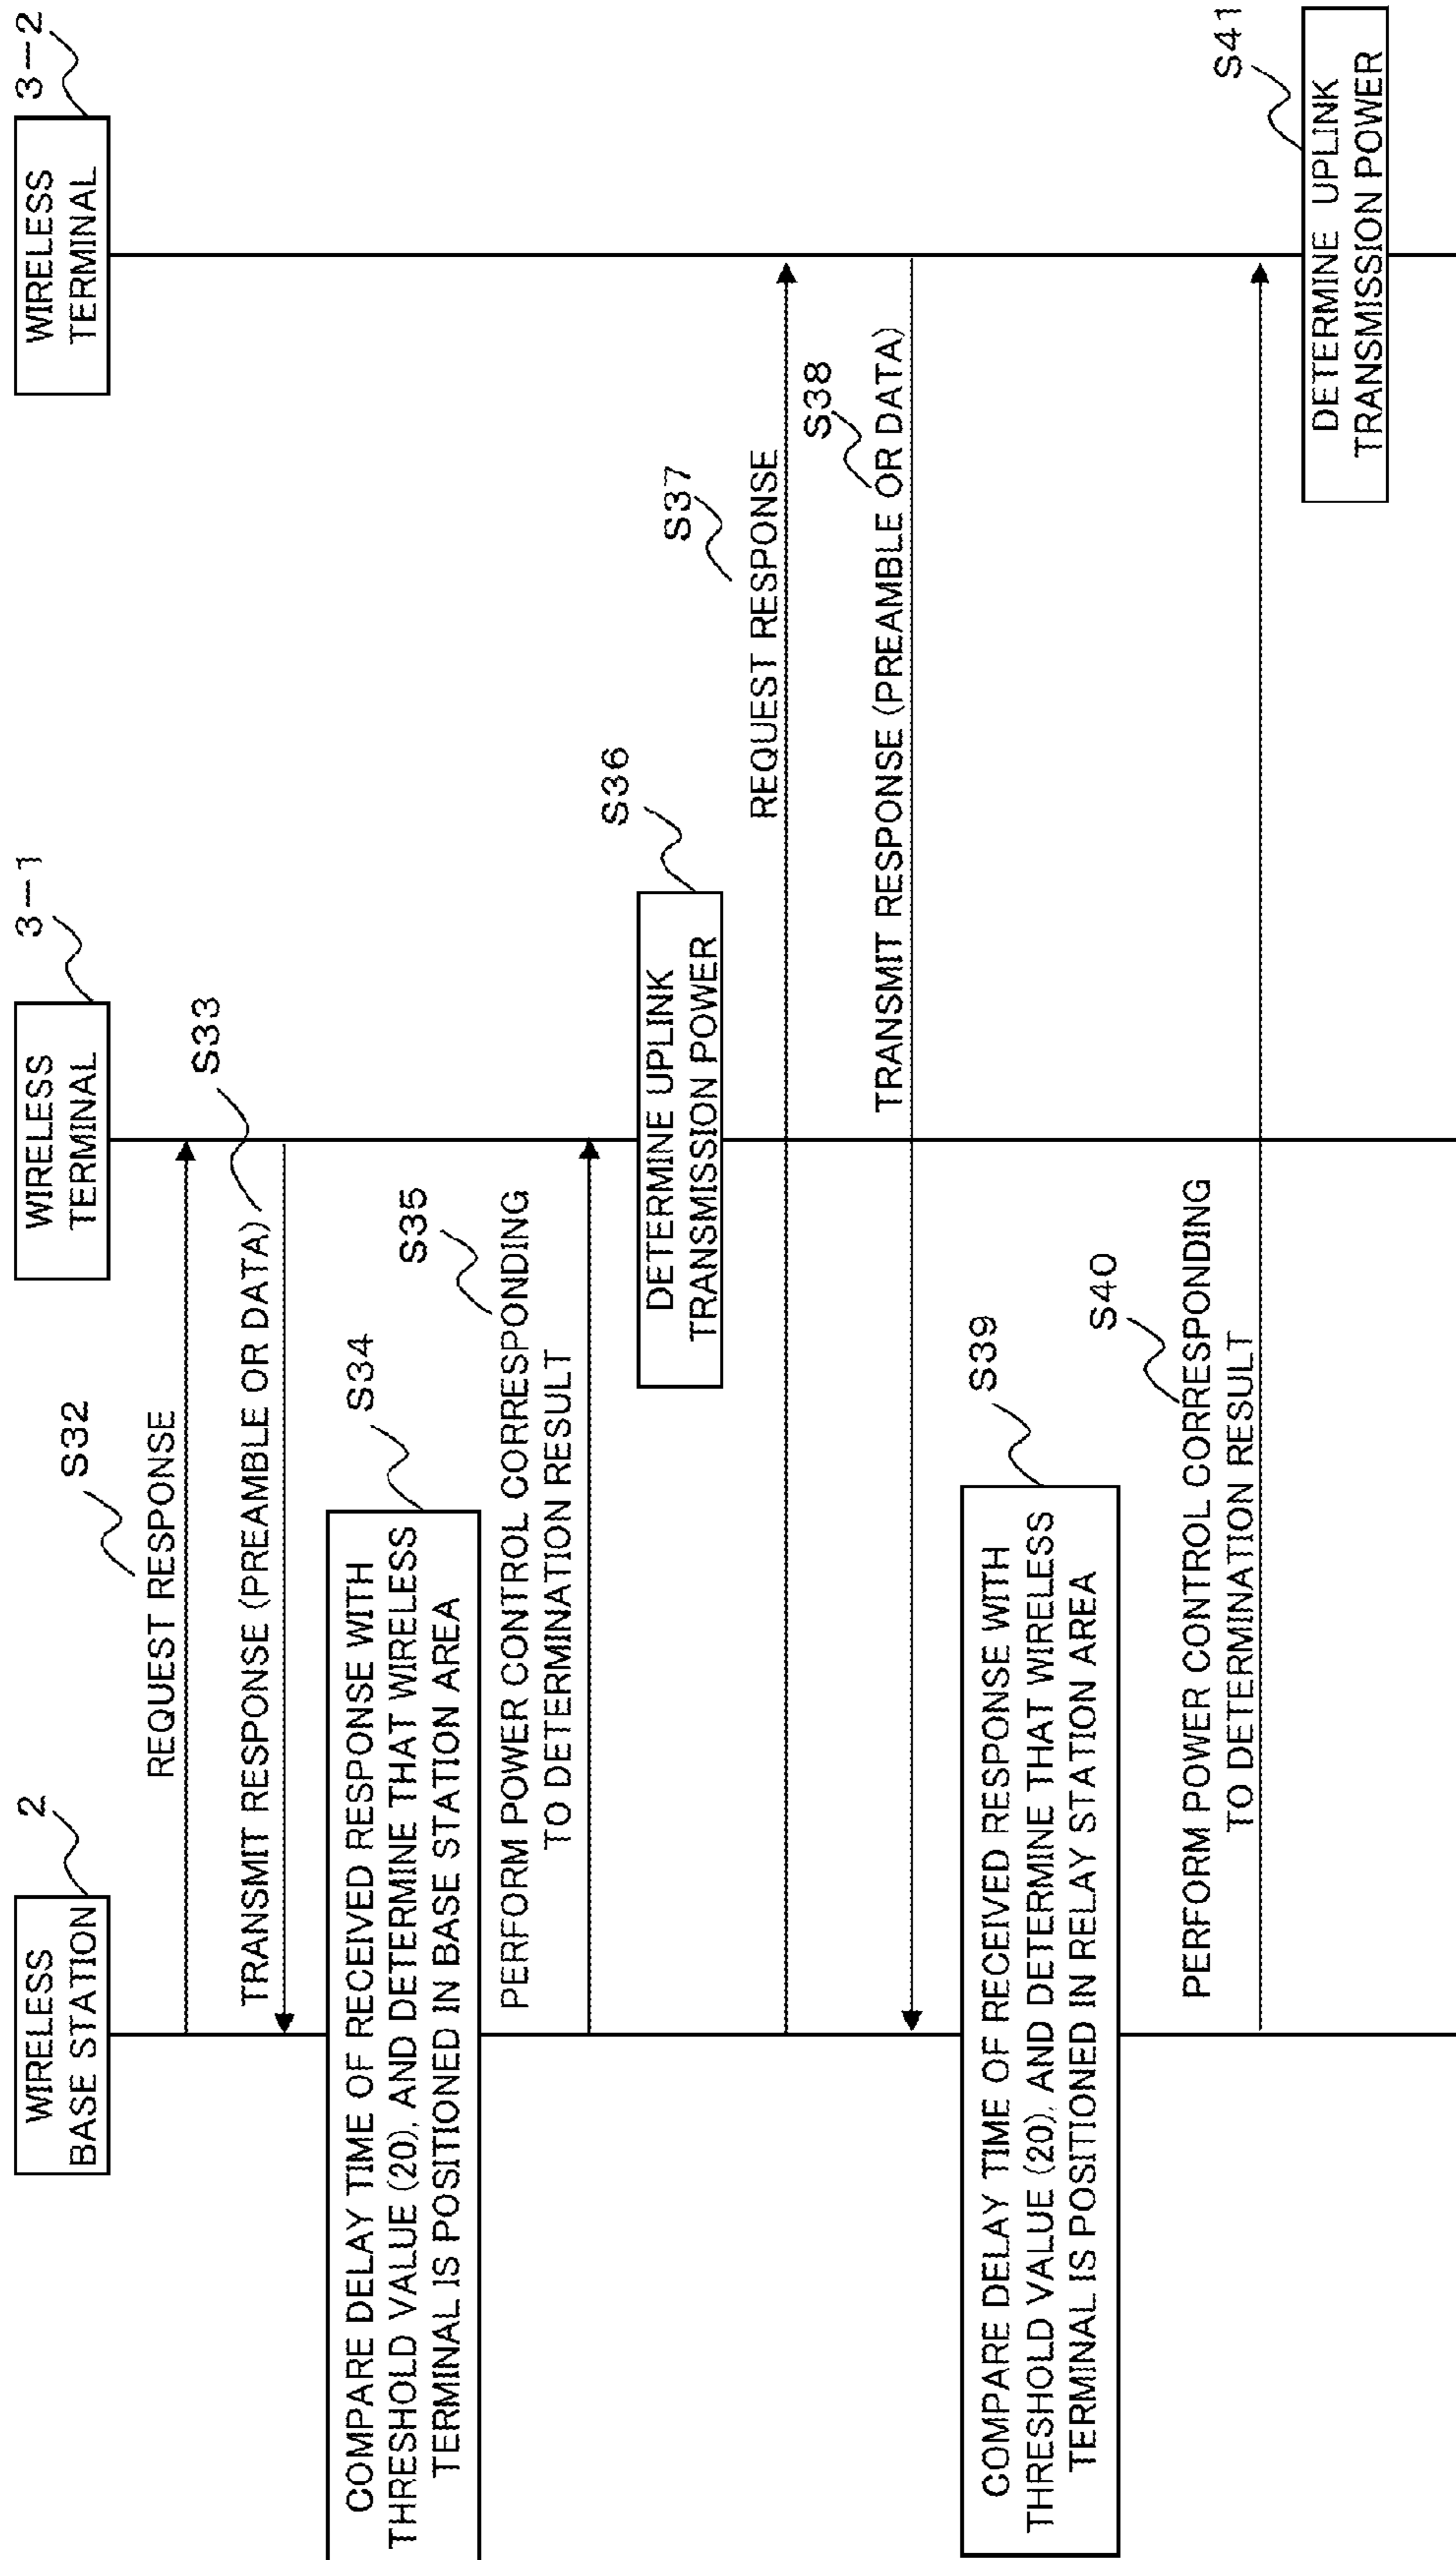 WIRELESS
BASE STATION
2
WIRELESS
TERMINAL
3-1
WIRELESS
TERMINAL
3-2
S32
REQUEST RESPONSE
S33
TRANSMIT RESPONSE (PREAMBLE OR DATA)
S34
COMPARE DELAY TIME OF RECEIVED RESPONSE WITH
THRESHOLD VALUE (20), AND DETERMINE THAT WIRELESS
TERMINAL IS POSITIONED IN BASE STATION AREA
S35
PERFORM POWER CONTROL CORRESPONDING
TO DETERMINATION RESULT
S36
DETERMINE UPLINK
TRANSMISSION POWER
S37
REQUEST RESPONSE
S38
TRANSMIT RESPONSE (PREAMBLE OR DATA)
S39
COMPARE DELAY TIME OF RECEIVED RESPONSE WITH
THRESHOLD VALUE (20), AND DETERMINE THAT WIRELESS
TERMINAL IS POSITIONED IN RELAY STATION AREA
S40
PERFORM POWER CONTROL CORRESPONDING
TO DETERMINATION RESULT
S41
DETERMINE UPLINK
TRANSMISSION POWER